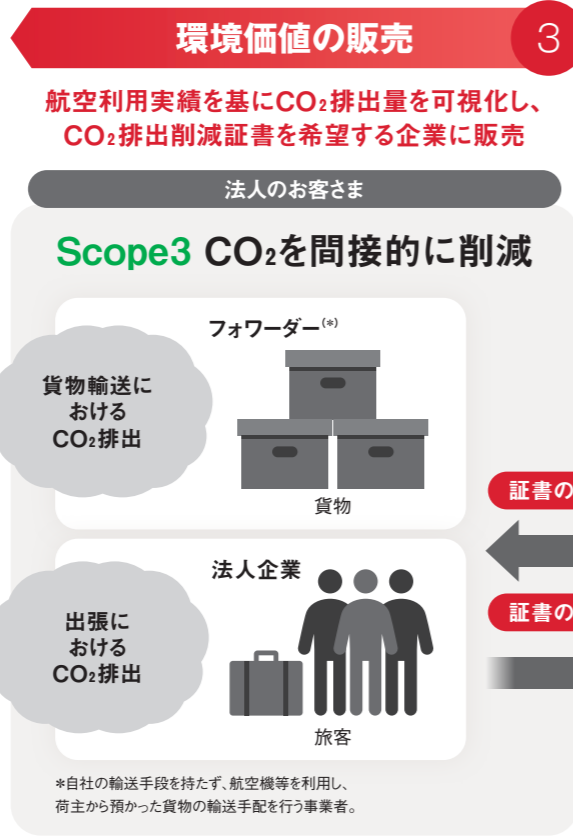 環境価値の販売
3
航空利用実績を基にCO₂排出量を可視化し、
CO₂排出削減証書を希望する企業に販売
法人のお客さま
Scope3 CO₂を間接的に削減
フォワーダー(*)
貨物輸送に
おける
CO₂排出
貨物
証書の
法人企業
証書の
出張に
おける
CO₂排出
旅客
*自社の輸送手段を持たず、航空機等を利用し、
荷主から預かった貨物の輸送手配を行う事業者。